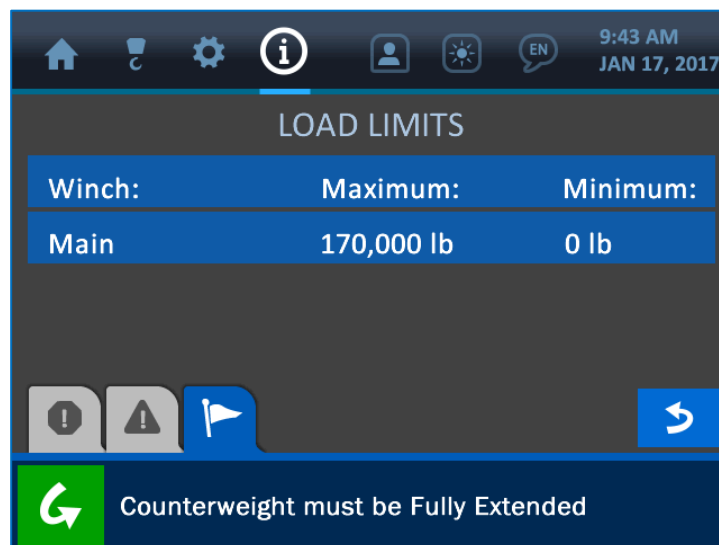 EN
9:43 AM
JAN 17, 2017
LOAD LIMITS
Winch: Maximum: Minimum:
Main 170,000 lb 0 lb
Counterweight must be Fully Extended